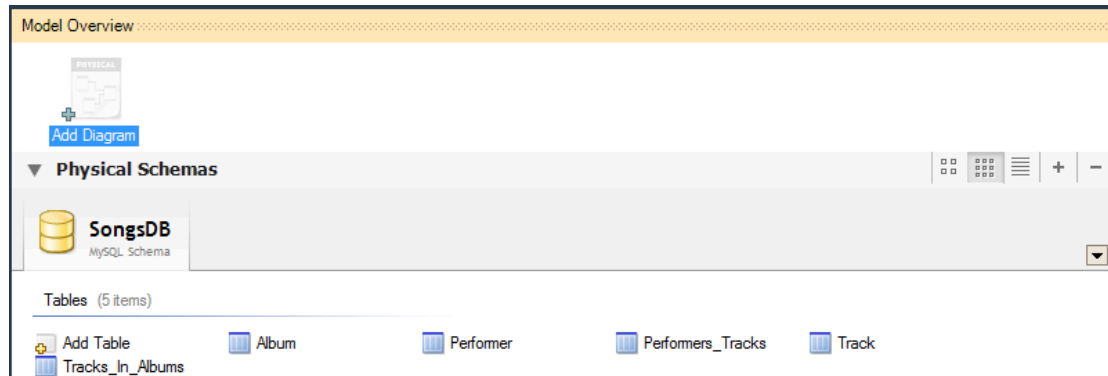 Model Overview
PHYSICAL
Add Diagram
Physical Schemas
SongsDB
MySQL Schema
Tables (5 items)
Add Table Album Performer Performers_Tracks Track
Tracks_In_Albums